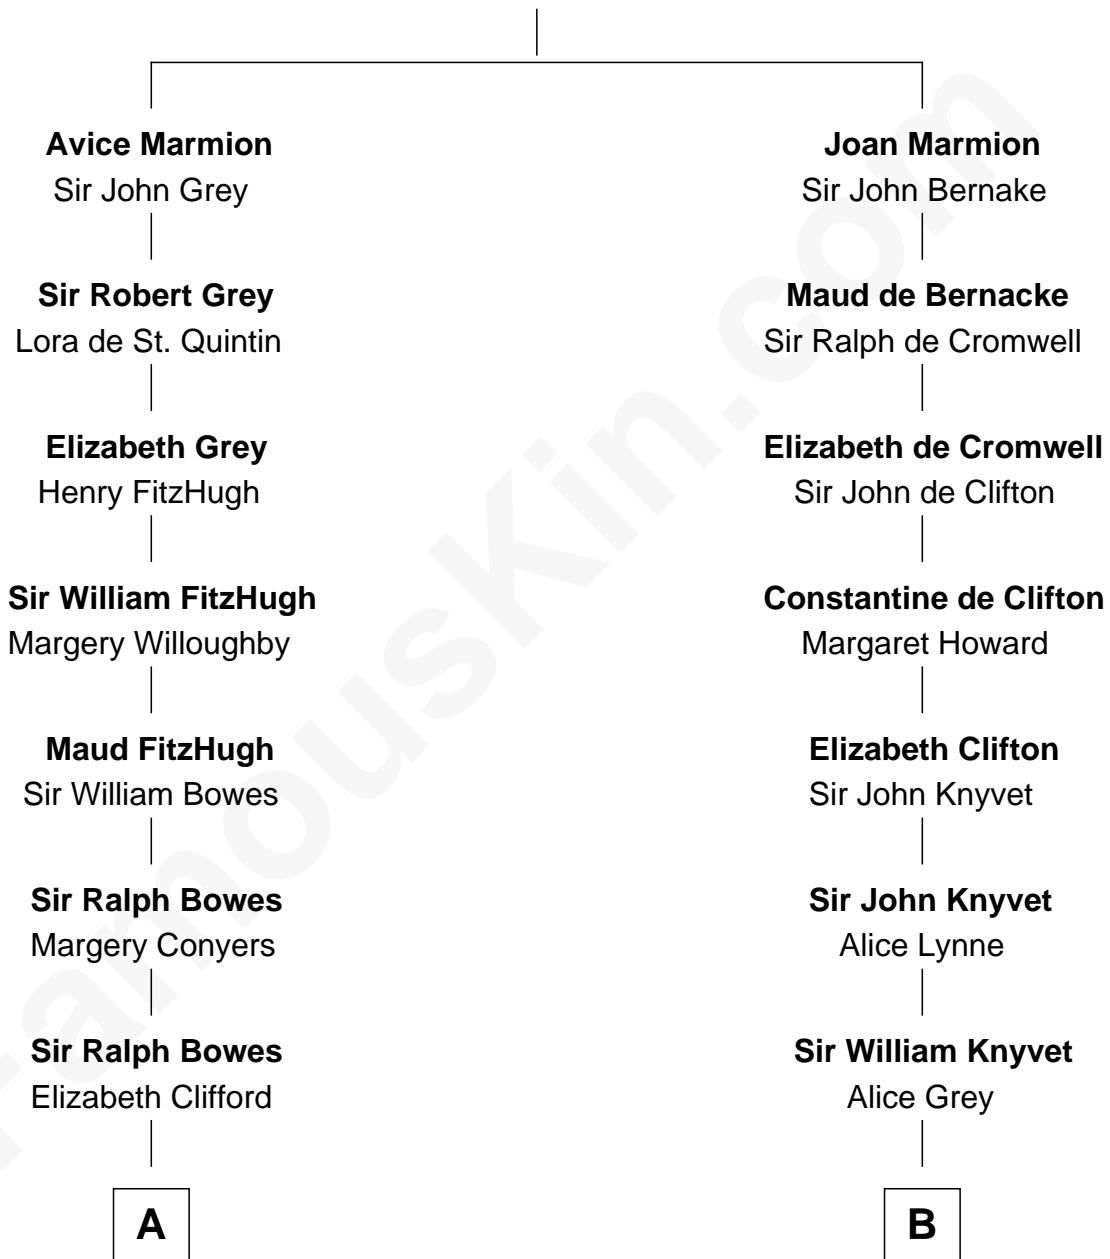 Avice Marmion
Sir John Grey
Joan Marmion
Sir John Bernake
Sir Robert Grey
Lora de St. Quintin
Maud de Bernacke
Sir Ralph de Cromwell
Elizabeth Grey
Henry FitzHugh
Elizabeth de Cromwell
Sir John de Clifton
Sir William FitzHugh
Margery Willoughby
Constantine de Clifton
Margaret Howard
Maud FitzHugh
Sir William Bowes
Elizabeth Clifton
Sir John Knyvet
Sir Ralph Bowes
Margery Conyers
Sir John Knyvet
Alice Lynne
Sir Ralph Bowes
Elizabeth Clifford
Sir William Knyvet
Alice Grey
A
B
FamousKin.com